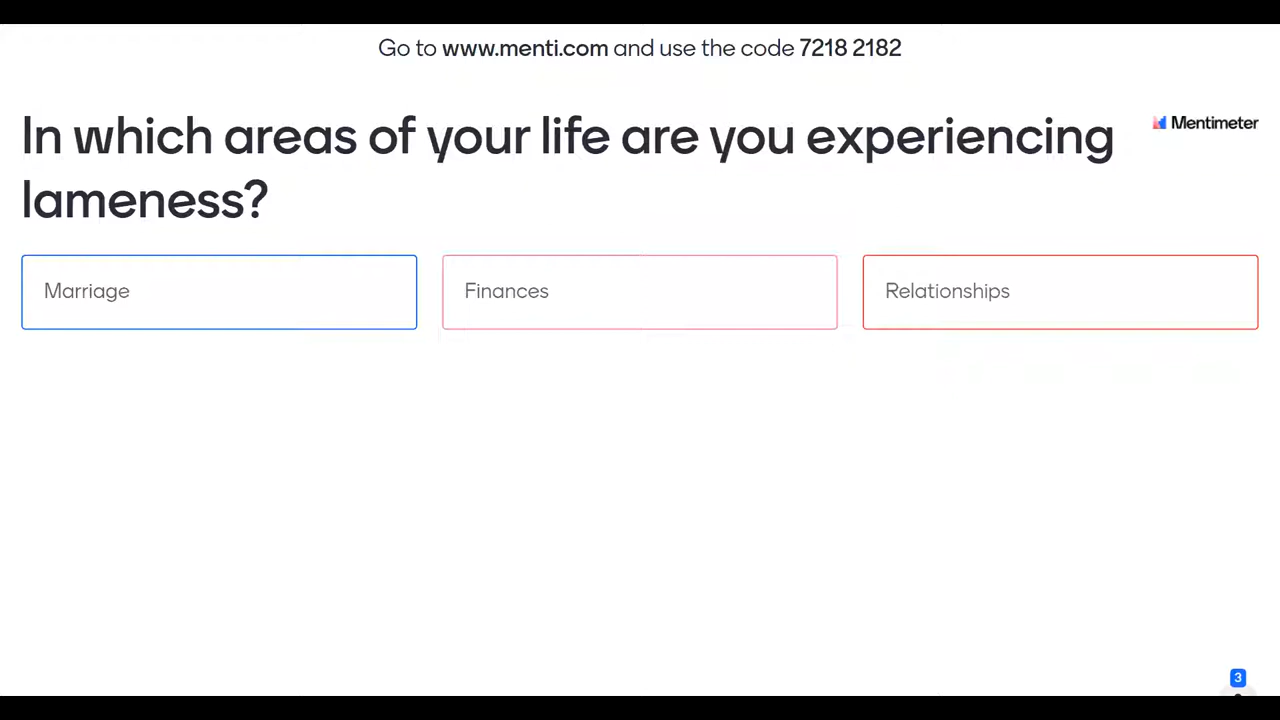 Go to www.menti.com and use the code 7218 2182
In which areas of your life are you experiencing
lameness?
Mentimeter
Marriage
Finances
Relationships
3